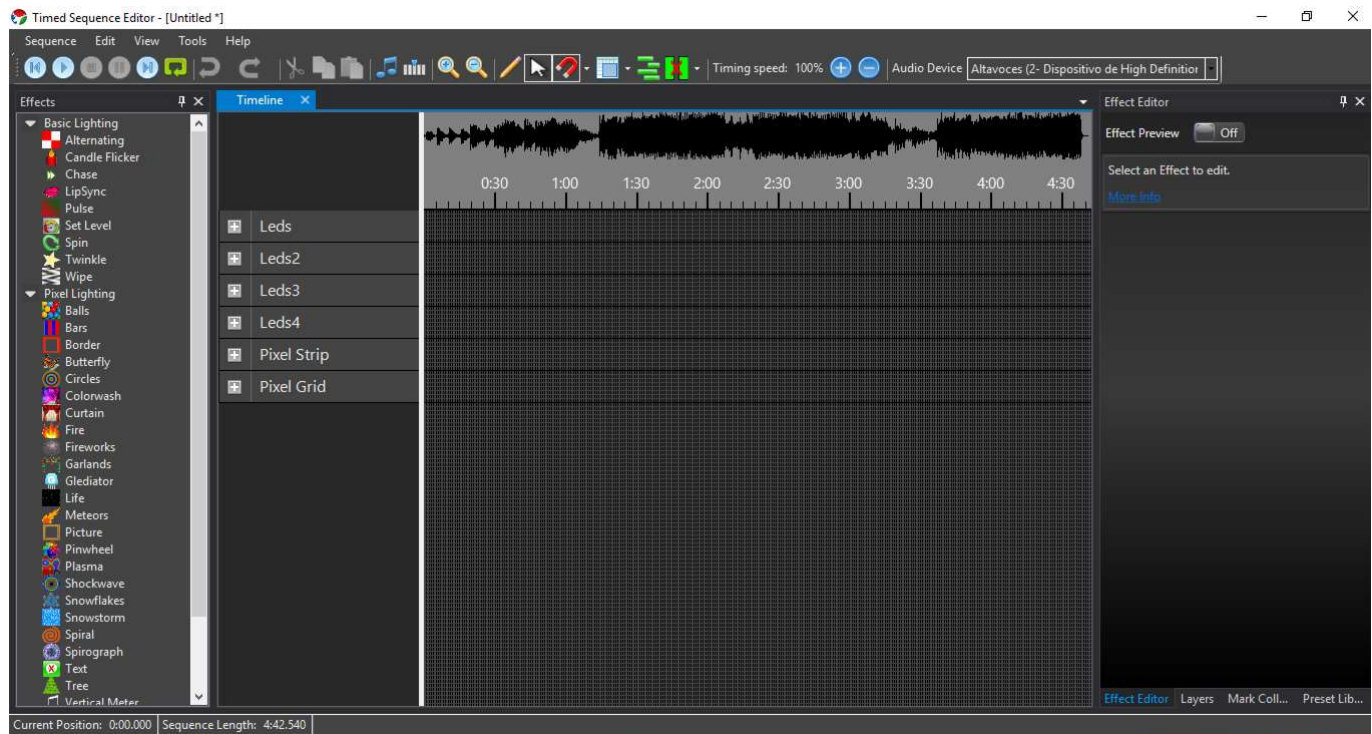 Timed Sequence Editor - [Untitled *]
Sequence Edit View Tools Help
Timing speed: 100% Audio Device Altavoces (2- Dispositivo de High Definitior
Effects
Basic Lighting
Alternating
Candle Flicker
Chase
LipSync
Pulse
Set Level
Spin
Twinkle
Wipe
Pixel Lighting
Balls
Bars
Border
Butterfly
Circles
Colorwash
Curtain
Fire
Fireworks
Garlands
Glediator
Life
Meteors
Picture
Pinwheel
Plasma
Shockwave
Snowflakes
Snowstorm
Spiral
Spirograph
Text
Tree
Vertical Meter
Timeline
0:30 1:00 1:30 2:00 2:30 3:00 3:30 4:00 4:30
Leds
Leds2
Leds3
Leds4
Pixel Strip
Pixel Grid
Effect Editor
Effect Preview Off
Select an Effect to edit.
More Info
Effect Editor Layers Mark Coll... Preset Lib...
Current Position: 0:00.000 Sequence Length: 4:42.540